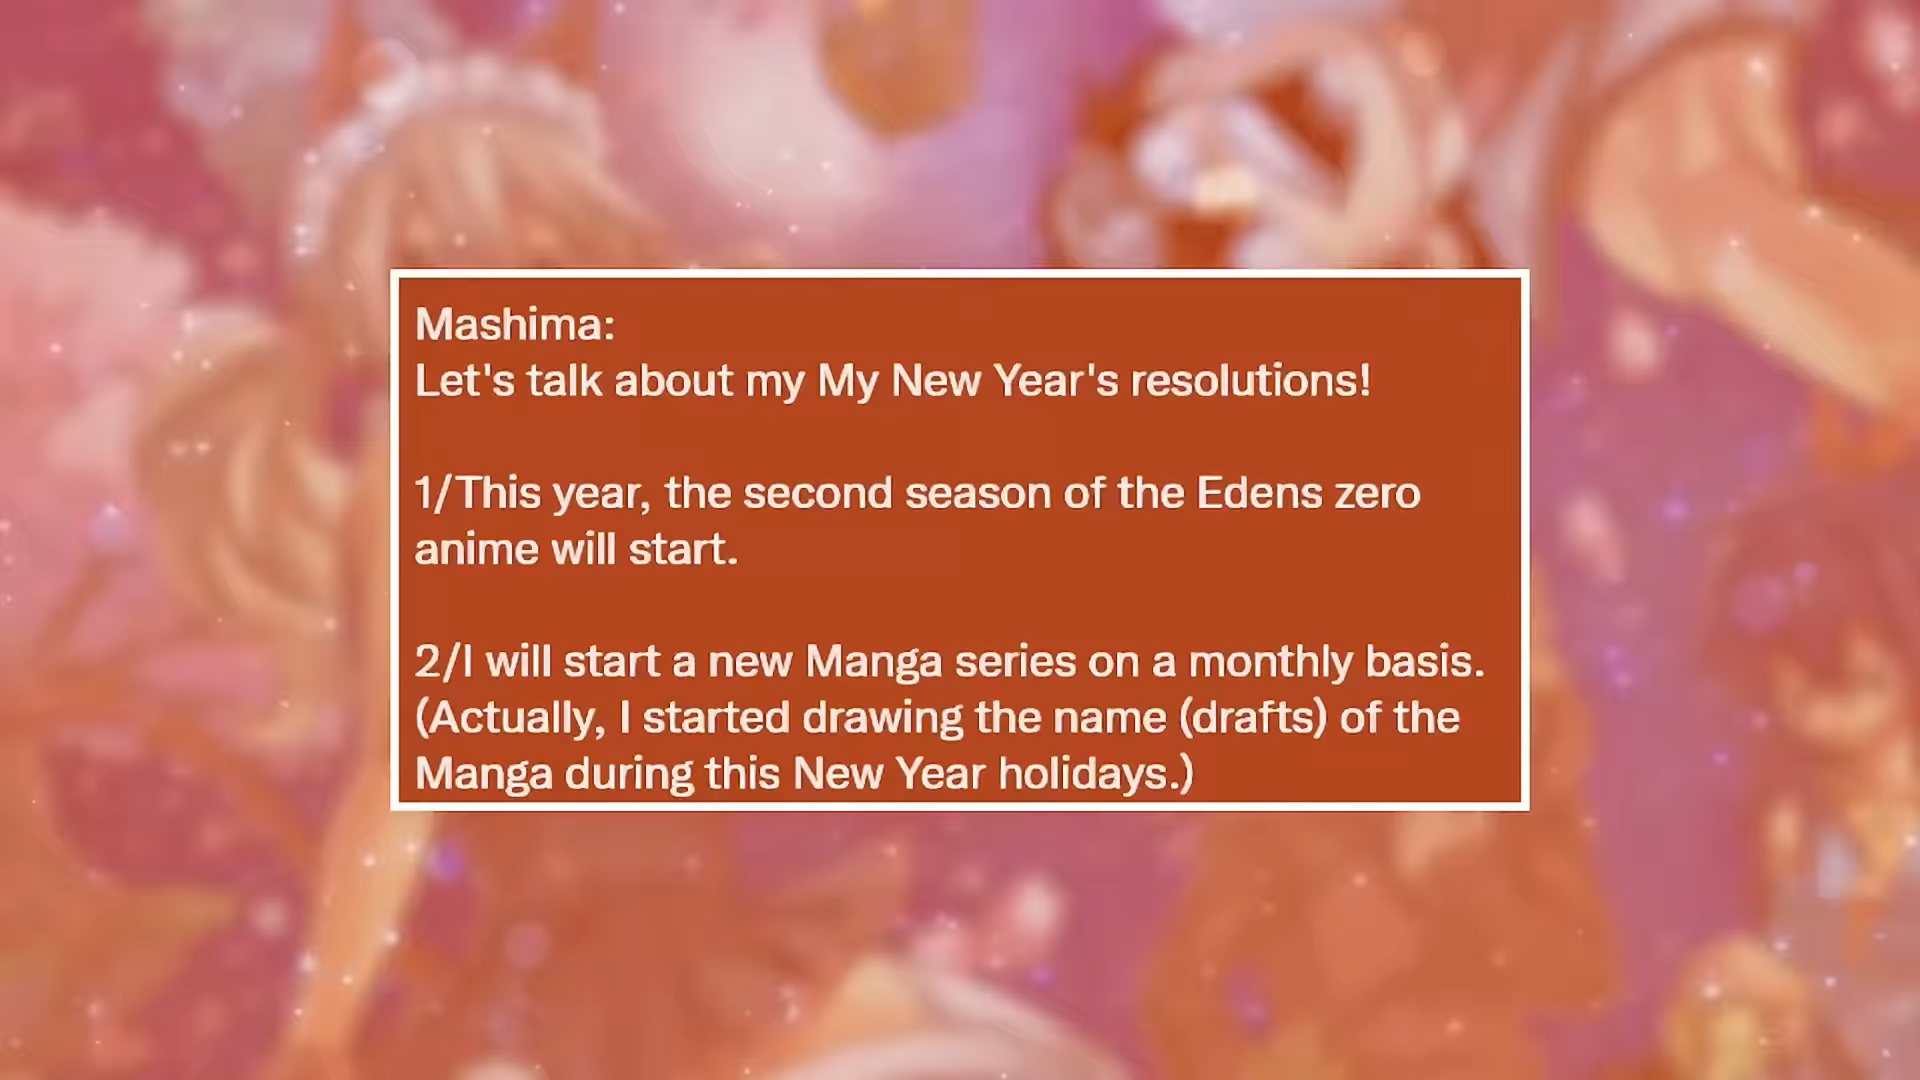 Mashima:
Let's talk about my My New Year's resolutions!
1/This year, the second season of the Edens zero
anime will start.
2/I will start a new Manga series on a monthly basis.
(Actually, I started drawing the name (drafts) of the
Manga during this New Year holidays.)